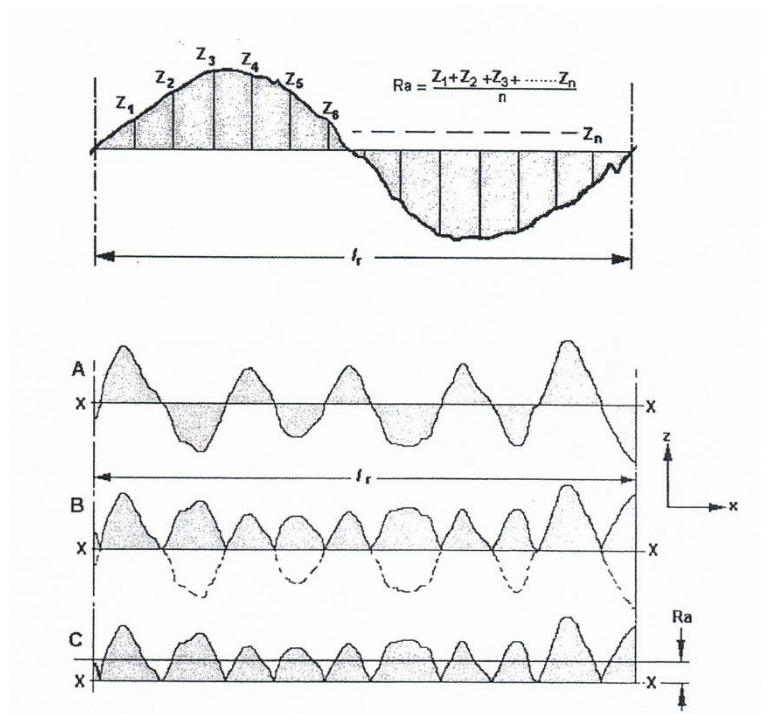 Z1 Z2 Z3 Z4 Z5 Z6
Ra = Z1+Z2+Z3+ ......Zn
n
Zn
lr
A
X X
z
lr
x
B
X X
Ra
C
X X